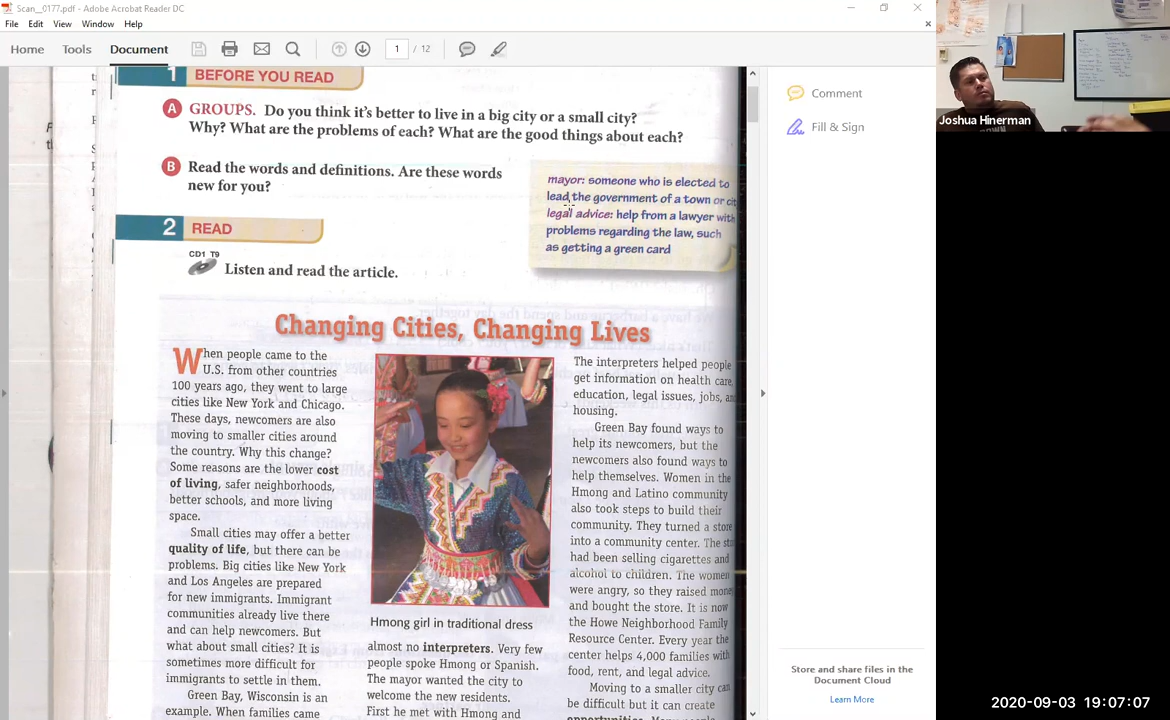 Scan__0177.pdf - Adobe Acrobat Reader DC
File Edit View Window Help
Home Tools Document 1 / 12
1 BEFORE YOU READ
A GROUPS. Do you think it's better to live in a big city or a small city?
Why? What are the problems of each? What are the good things about each?
B Read the words and definitions. Are these words
new for you?
mayor: someone who is elected to
lead the government of a town or cit
legal advice: help from a lawyer with
problems regarding the law, such
as getting a green card
2 READ
CD1 T9
Listen and read the article.
Changing Cities, Changing Lives
When people came to the
U.S. from other countries
100 years ago, they went to large
cities like New York and Chicago.
These days, newcomers are also
moving to smaller cities around
the country. Why this change?
Some reasons are the lower cost
of living, safer neighborhoods,
better schools, and more living
space.
Small cities may offer a better
quality of life, but there can be
problems. Big cities like New York
and Los Angeles are prepared
for new immigrants. Immigrant
communities already live there
and can help newcomers. But
what about small cities? It is
sometimes more difficult for
immigrants to settle in them.
Green Bay, Wisconsin is an
example. When families came
Hmong girl in traditional dress
almost no interpreters. Very few
people spoke Hmong or Spanish.
The mayor wanted the city to
welcome the new residents.
First he met with Hmong and
The interpreters helped people
get information on health care,
education, legal issues, jobs, an
housing.
Green Bay found ways to
help its newcomers, but the
newcomers also found ways to
help themselves. Women in the
Hmong and Latino community
also took steps to build their
community. They turned a store
into a community center. The sto
had been selling cigarettes and
alcohol to children. The women
were angry, so they raised mone
and bought the store. It is now
the Howe Neighborhood Family
Resource Center. Every year the
center helps 4,000 families with
food, rent, and legal advice.
Moving to a smaller city can
be difficult but it can create
opportunities.
Comment
Fill & Sign
Store and share files in the
Document Cloud
Learn More
Joshua Hinerman
2020-09-03 19:07:07